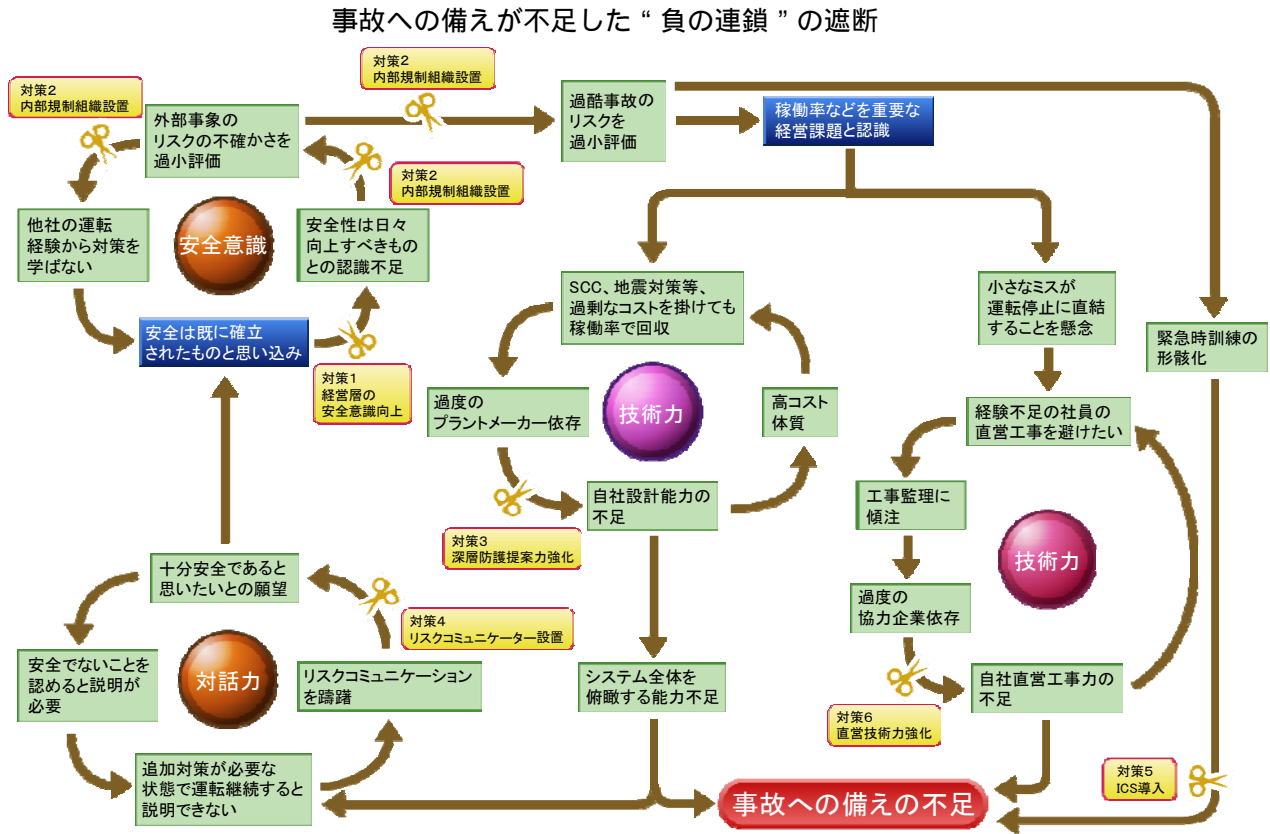 事故への備えが不足した“負の連鎖”の遮断
対策2
内部規制組織設置
対策2
内部規制組織設置
外部事象の
リスクの不確かさを
過小評価
過酷事故の
リスクを
過小評価
稼働率などを重要な
経営課題と認識
対策2
内部規制組織設置
他社の運転
経験から対策を
学ばない
安全意識
安全性は日々
向上すべきもの
との認識不足
安全は既に確立
されたものと思い込み
対策1
経営層の
安全意識向上
SCC、地震対策等、
過剰なコストを掛けても
稼働率で回収
小さなミスが
運転停止に直結
することを懸念
緊急時訓練の
形骸化
過度の
プラントメーカー依存
技術力
高コスト
体質
経験不足の社員の
直営工事を避けたい
自社設計能力の
不足
対策3
深層防護提案力強化
工事監理に
傾注
技術力
過度の
協力企業依存
十分安全であると
思いたいとの願望
対策4
リスクコミュニケーター設置
安全でないことを
認めると説明が
必要
対話力
リスクコミュニケーション
を躊躇
システム全体を
俯瞰する能力不足
自社直営工事力の
不足
対策6
直営技術力強化
追加対策が必要な
状態で運転継続すると
説明できない
対策5
ICS導入
事故への備えの不足